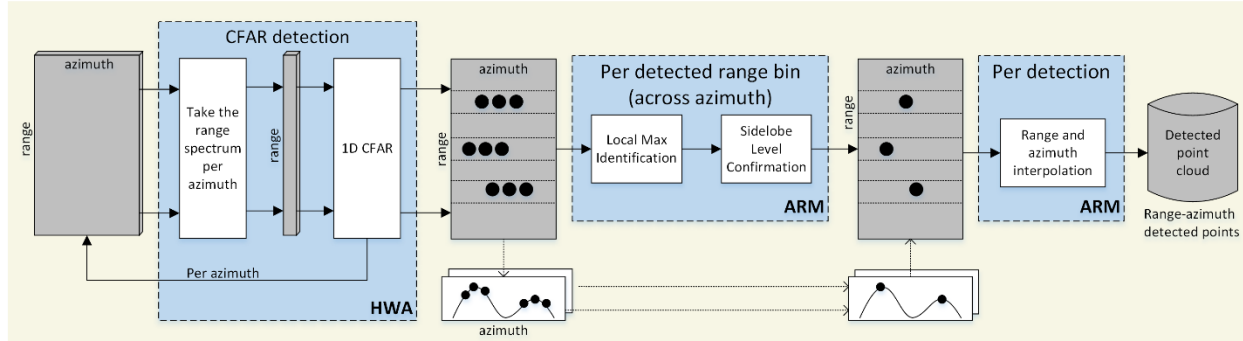 CFAR detection
azimuth
range
Take the
range
spectrum
per
azimuth
range
1D CFAR
Per azimuth
HWA
azimuth
range
azimuth
Per detected range bin
(across azimuth)
Local Max
Identification
Sidelobe
Level
Confirmation
ARM
azimuth
range
Per detection
Range and
azimuth
interpolation
ARM
Detected
point
cloud
Range-azimuth
detected points